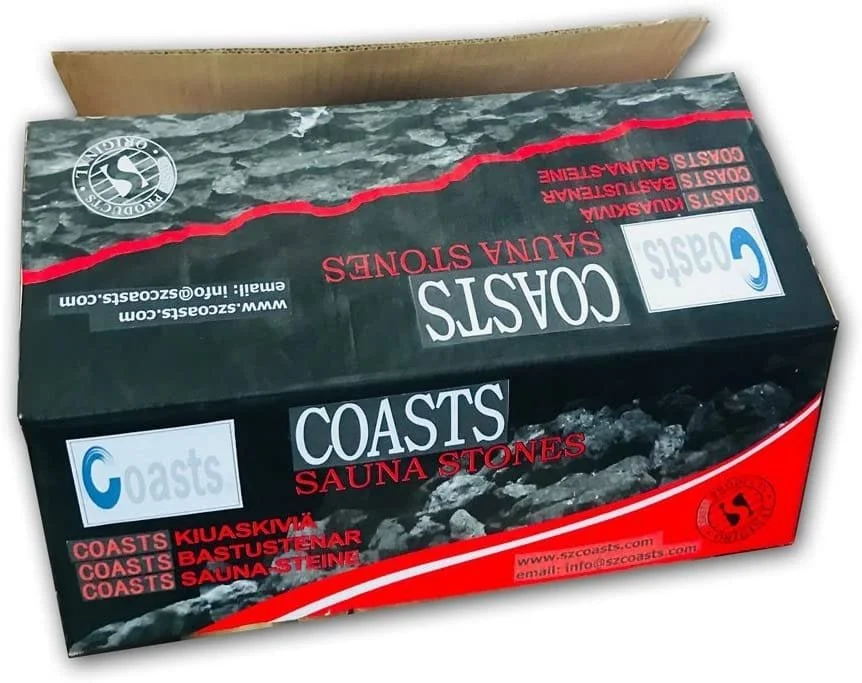 ORIGINAL PRODUCTS
COASTS SAUNA-STEINE
COASTS BASTUSTENAR
COASTS KIUASKIVIÄ
Coasts
SAUNA STONES
COASTS
www.szcoasts.com
email: info@szcoasts.com
COASTS
SAUNA STONES
Coasts
COASTS KIUASKIVIÄ
COASTS BASTUSTENAR
COASTS SAUNA-STEINE
www.szcoasts.com
email: info@szcoasts.com
ORIGINAL PRODUCTS